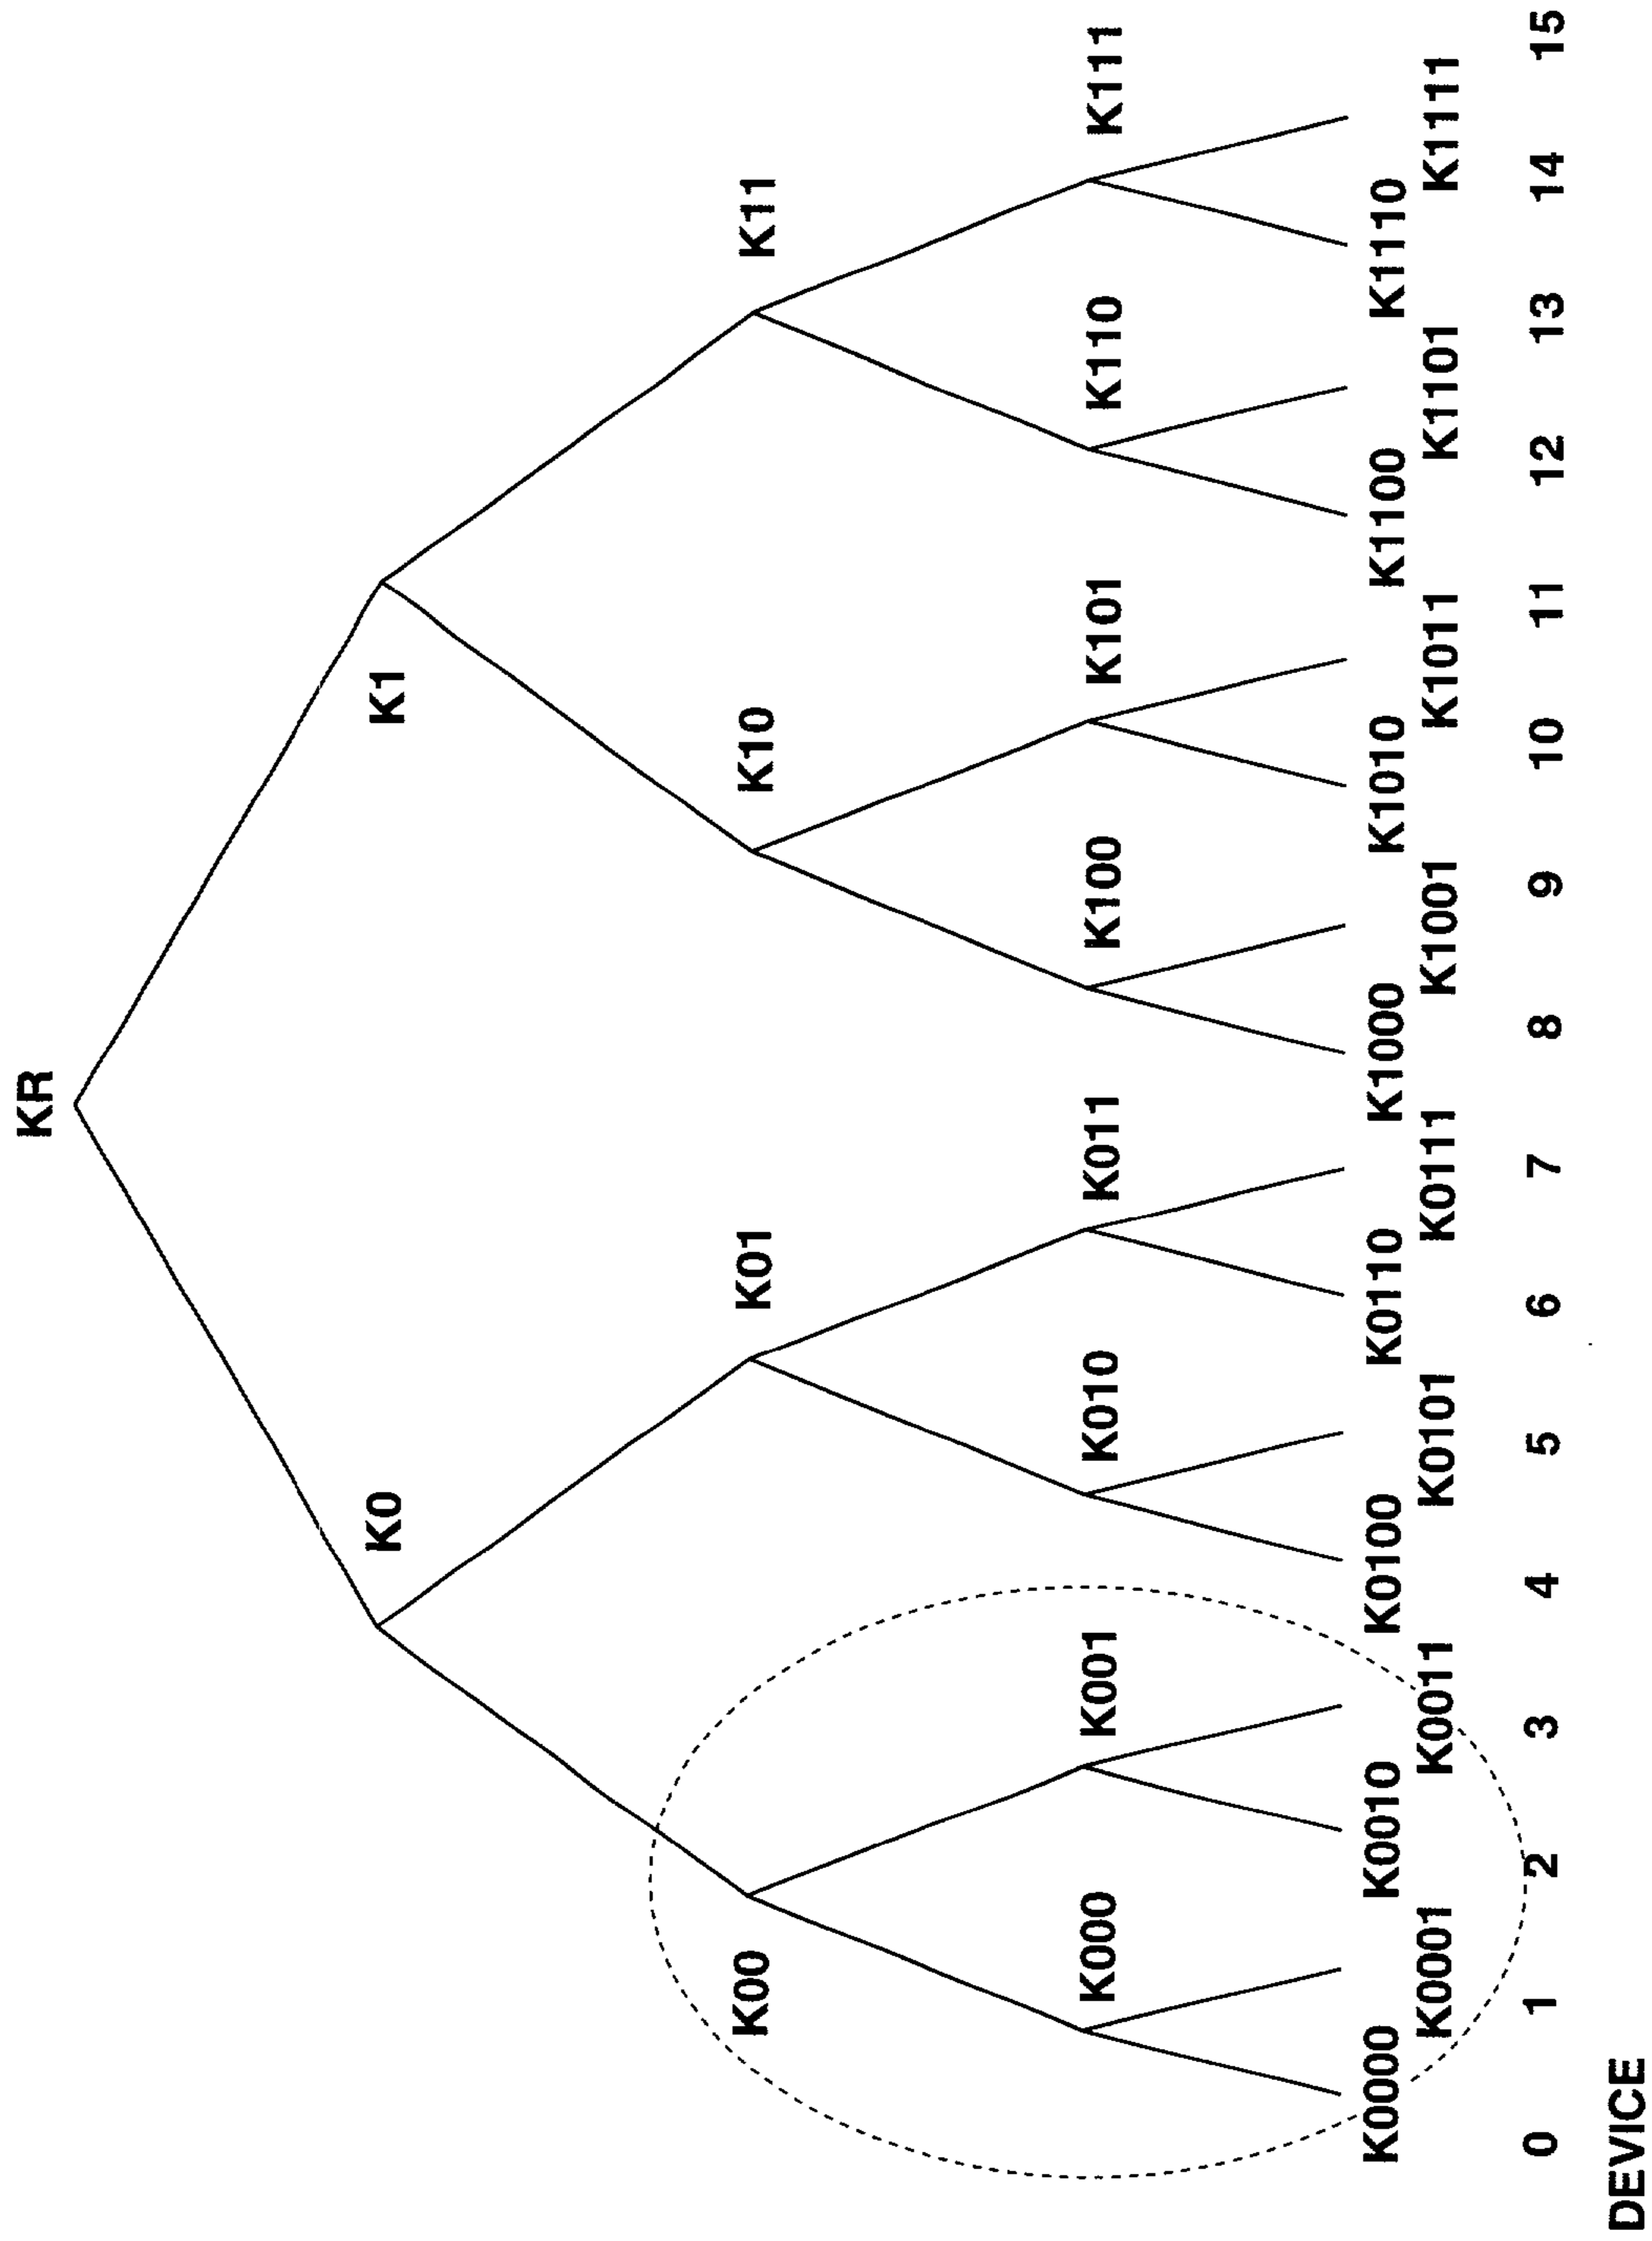 KR
K0 K1
K00 K01 K10 K11
K000 K001 K010 K011 K100 K101 K110 K111
K0000 K0010 K0100 K0110 K1000 K1010 K1100 K1110
K0001 K0011 K0101 K0111 K1001 K1011 K1101 K1111
0 1 2 3 4 5 6 7 8 9 10 11 12 13 14 15
DEVICE